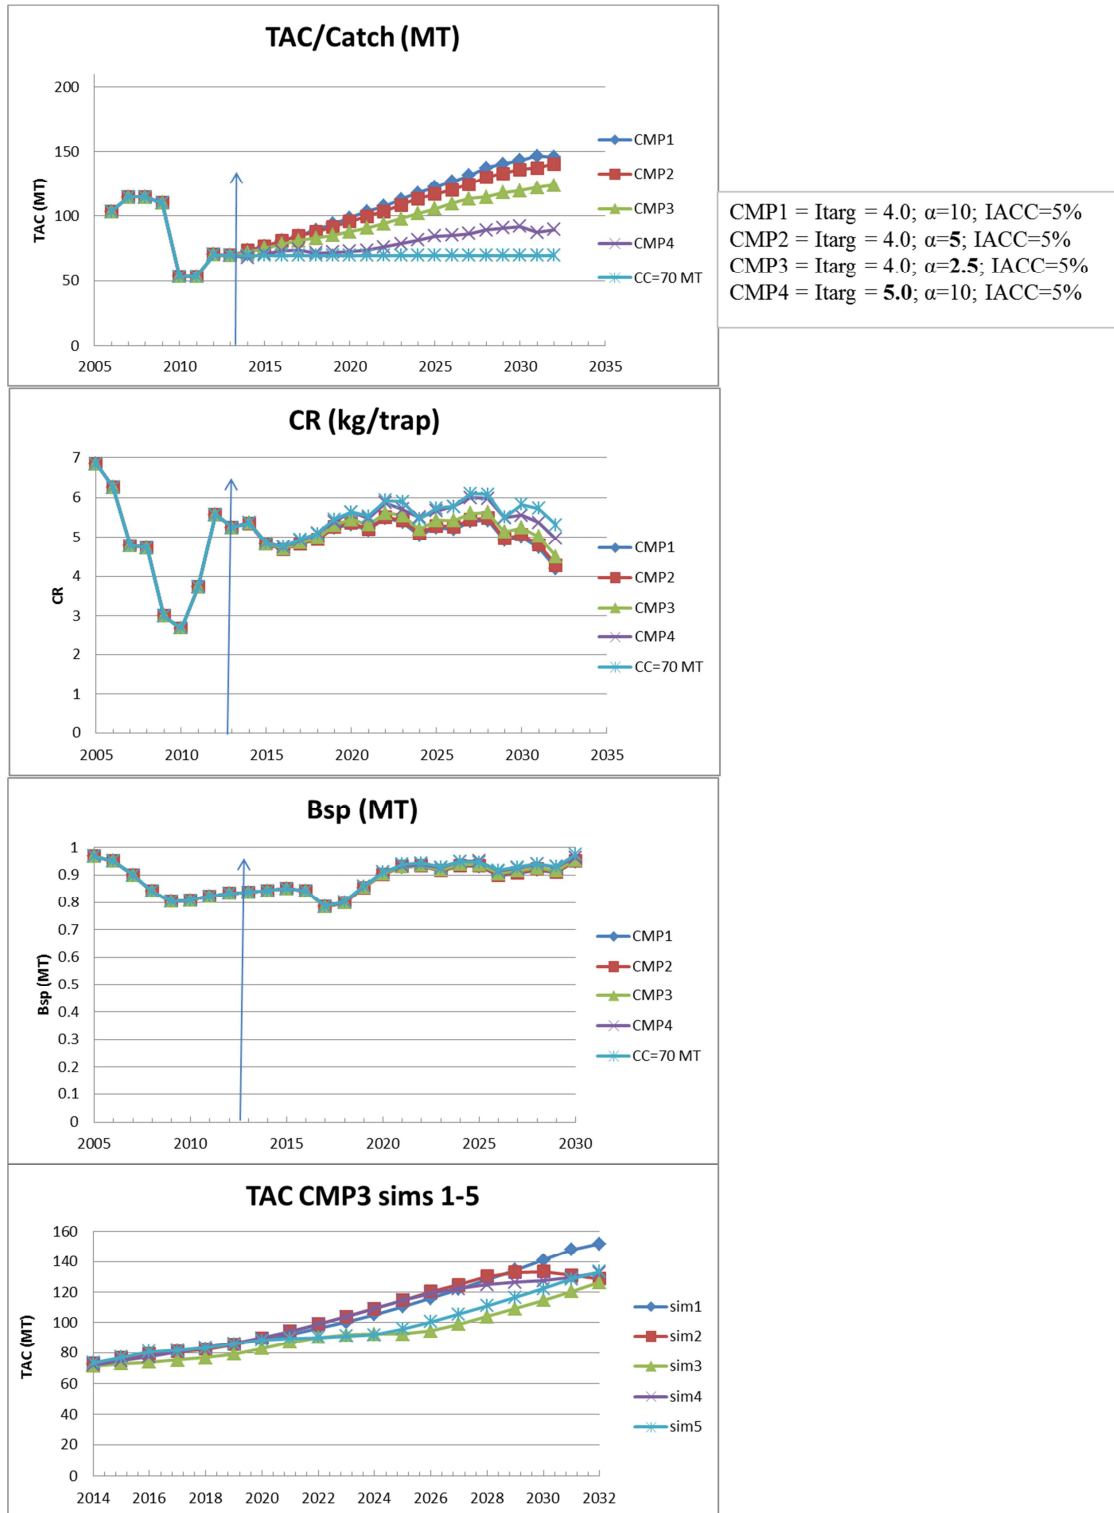 TAC/Catch (MT)
200
150
100
50
0
TAC (MT)
2005 2010 2015 2020 2025 2030 2035
CMP1
CMP2
CMP3
CMP4
CC=70 MT
CMP1 = Itarg = 4.0; α=10; IACC=5%
CMP2 = Itarg = 4.0; α=5; IACC=5%
CMP3 = Itarg = 4.0; α=2.5; IACC=5%
CMP4 = Itarg = 5.0; α=10; IACC=5%
CR (kg/trap)
7
6
5
4
3
2
1
0
CR
2005 2010 2015 2020 2025 2030 2035
CMP1
CMP2
CMP3
CMP4
CC=70 MT
Bsp (MT)
1
0.9
0.8
0.7
0.6
0.5
0.4
0.3
0.2
0.1
0
Bsp (MT)
2005 2010 2015 2020 2025 2030
CMP1
CMP2
CMP3
CMP4
CC=70 MT
TAC CMP3 sims 1-5
160
140
120
100
80
60
40
20
0
TAC (MT)
2014 2016 2018 2020 2022 2024 2026 2028 2030 2032
sim1
sim2
sim3
sim4
sim5